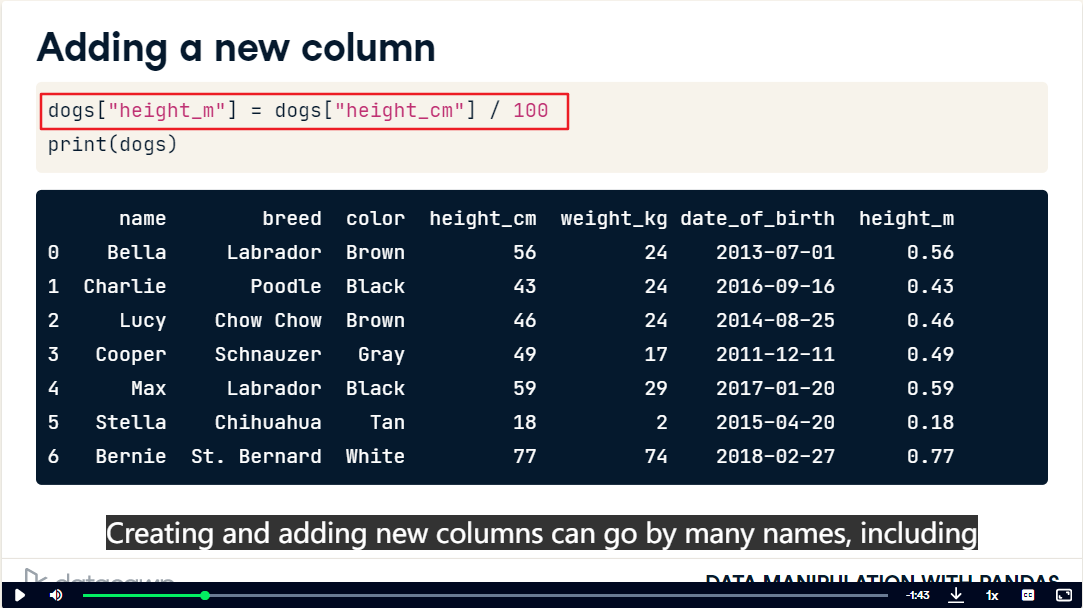 Adding a new column
dogs["height_m"] = dogs["height_cm"] / 100
print(dogs)
name breed color height_cm weight_kg date_of_birth height_m
0 Bella Labrador Brown 56 24 2013-07-01 0.56
1 Charlie Poodle Black 43 24 2016-09-16 0.43
2 Lucy Chow Chow Brown 46 24 2014-08-25 0.46
3 Cooper Schnauzer Gray 49 17 2011-12-11 0.49
4 Max Labrador Black 59 29 2017-01-20 0.59
5 Stella Chihuahua Tan 18 2 2015-04-20 0.18
6 Bernie St. Bernard White 77 74 2018-02-27 0.77
Creating and adding new columns can go by many names, including
datacamp DATA MANIPULATION WITH PANDAS
-1:43 1x CC